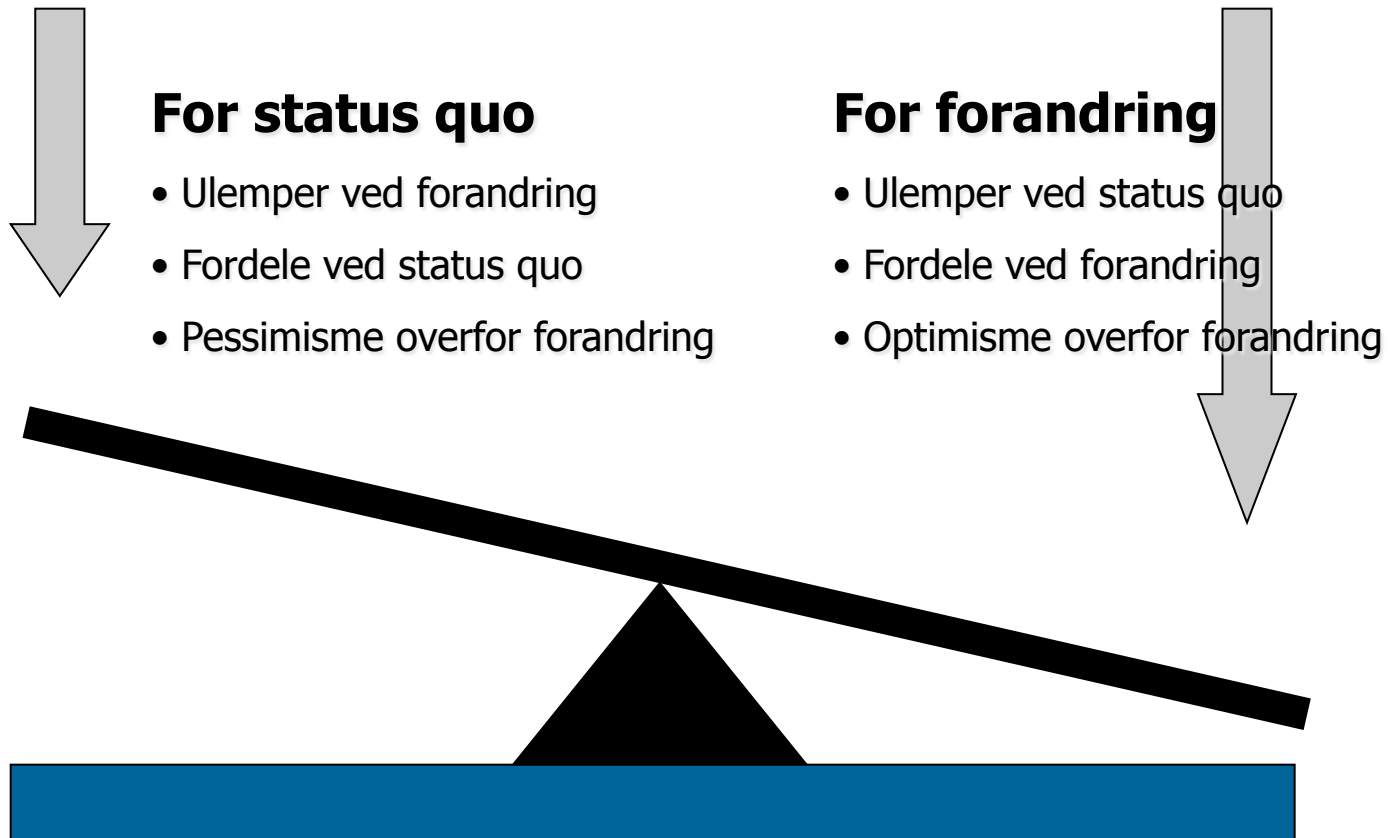 For status quo
• Ulemper ved forandring
• Fordele ved status quo
• Pessimisme overfor forandring
For forandring
• Ulemper ved status quo
• Fordele ved forandring
• Optimisme overfor forandring